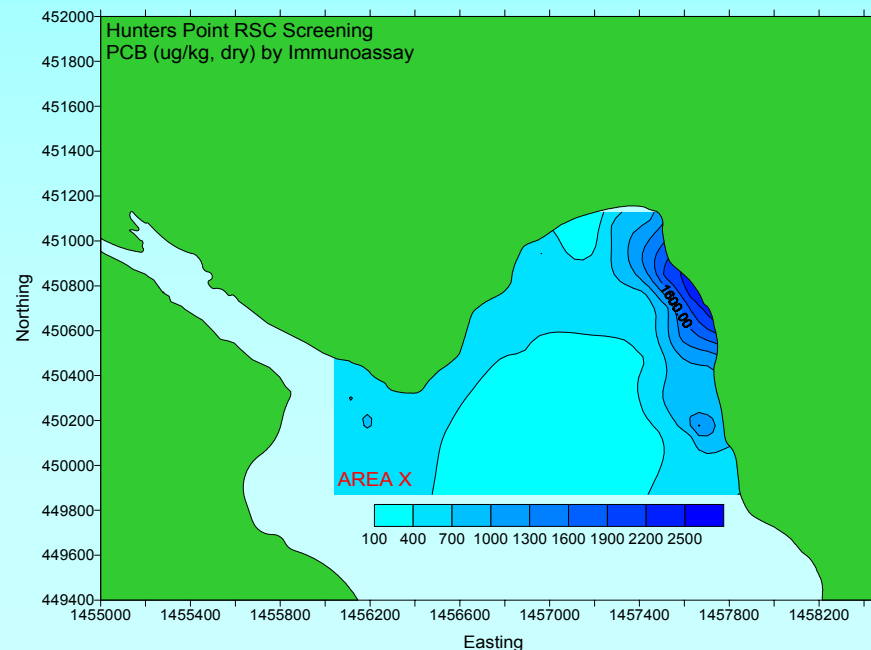 Hunters Point RSC Screening
PCB (ug/kg, dry) by Immunoassay
452000
451800
451600
451400
451200
451000
450800
450600
450400
450200
450000
449800
449600
449400
Northing
1600.00
AREA X
100 400 700 1000 1300 1600 1900 2200 2500
1455000 1455400 1455800 1456200 1456600 1457000 1457400 1457800 1458200
Easting